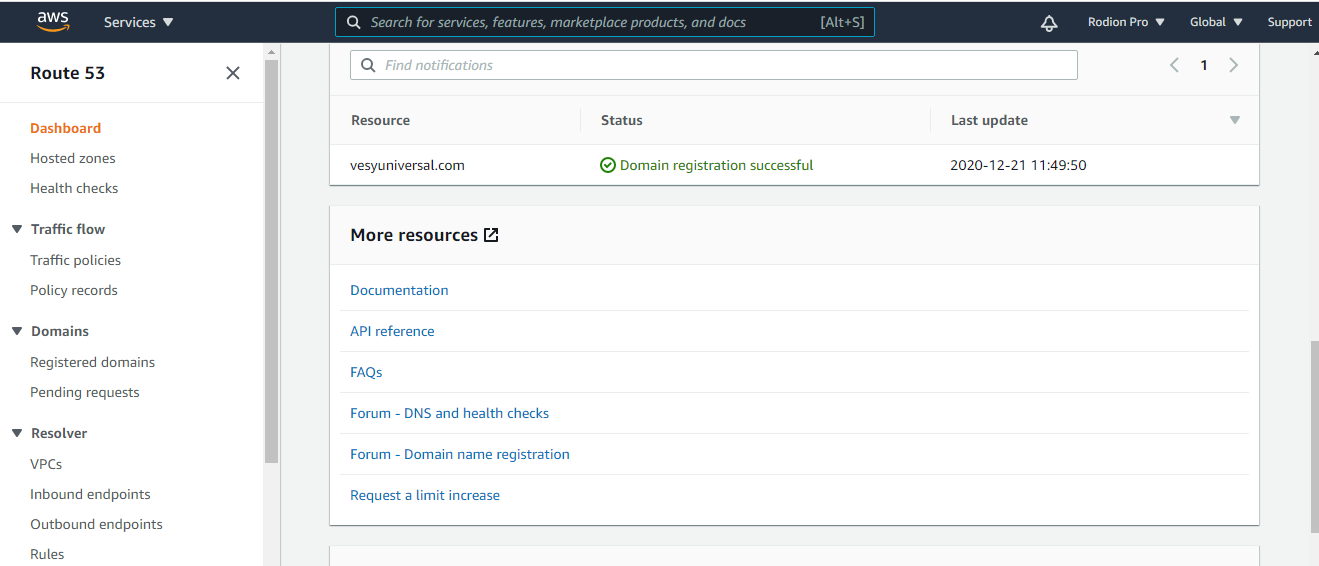 aws Services Search for services, features, marketplace products, and docs [Alt+S] Rodion Pro Global Support
Route 53
Dashboard
Hosted zones
Health checks
Traffic flow
Traffic policies
Policy records
Domains
Registered domains
Pending requests
Resolver
VPCs
Inbound endpoints
Outbound endpoints
Rules
Find notifications 1
Resource Status Last update
vesyuniversal.com Domain registration successful 2020-12-21 11:49:50
More resources
Documentation
API reference
FAQs
Forum - DNS and health checks
Forum - Domain name registration
Request a limit increase